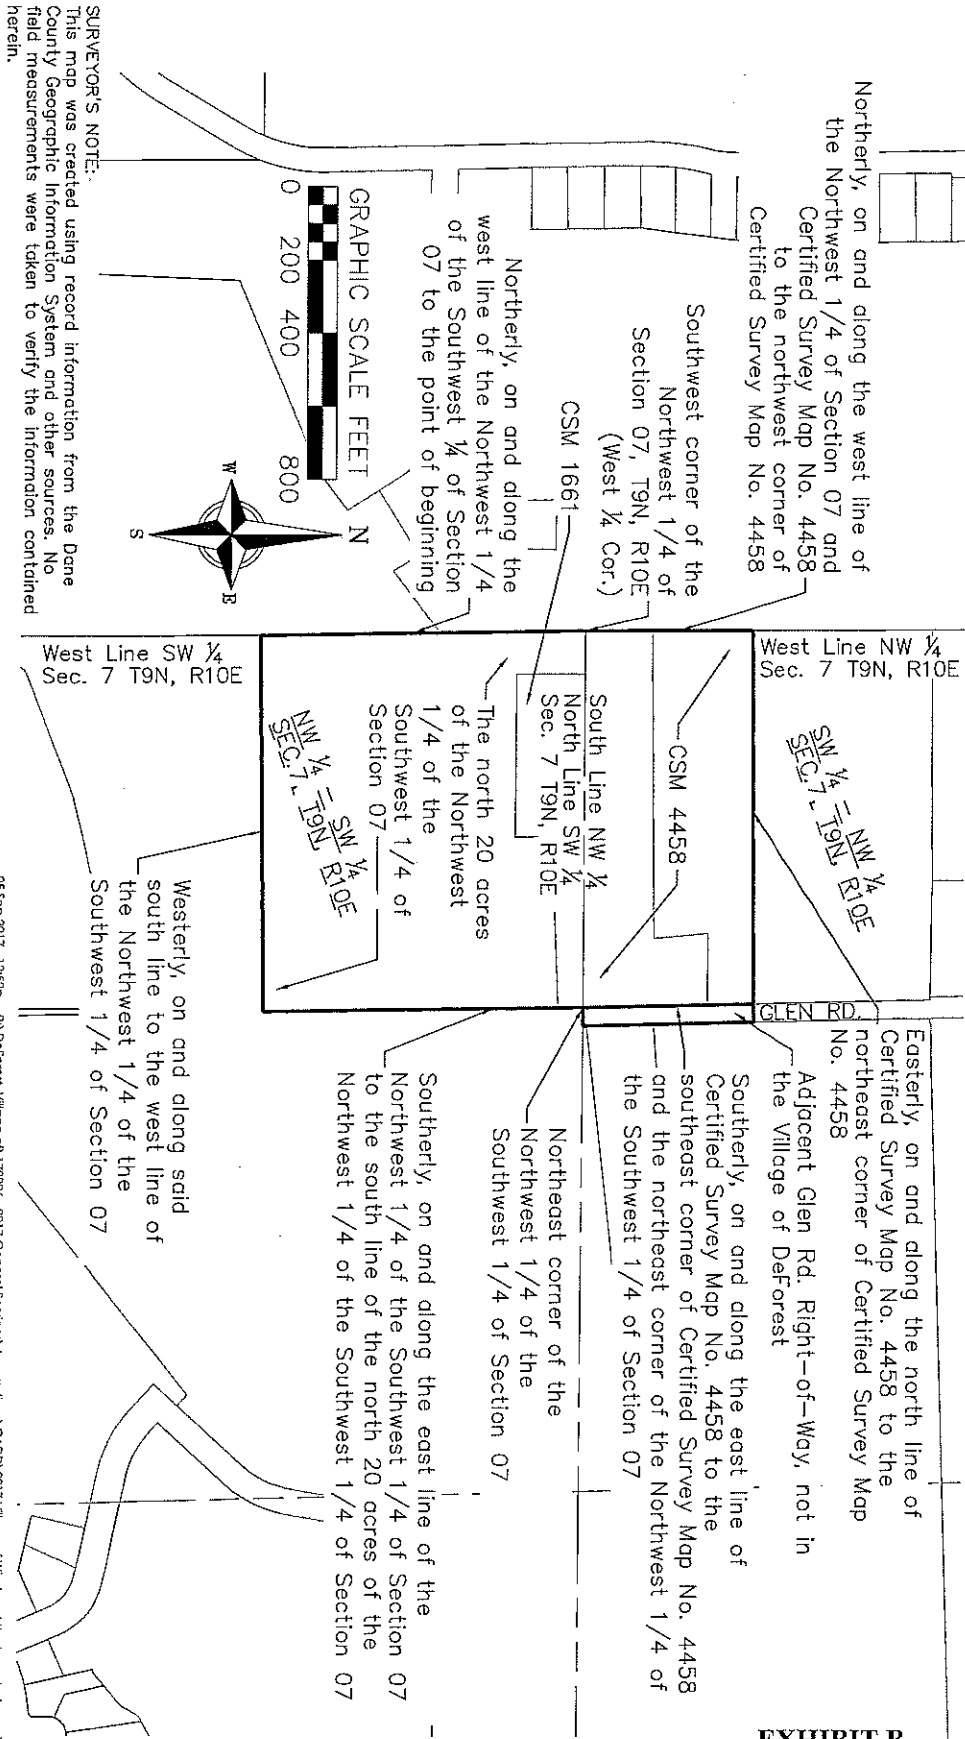 EXHIBIT B
Northerly, on and along the west line of
the Northwest 1/4 of Section 07 and
Certified Survey Map No. 4458
to the northwest corner of
Certified Survey Map No. 4458
Southwest corner of the
Northwest 1/4 of
Section 07, T9N, R10E
(West ¼ Cor.)
CSM 1661
Northerly, on and along the
west line of the Northwest 1/4
of the Southwest ¼ of Section
07 to the point of beginning
GRAPHIC SCALE FEET
0 200 400 800
N
W
E
S
SURVEYOR'S NOTE:
This map was created using record information from the Dane
County Geographic Information System and other sources. No
field measurements were taken to verify the informaion contained
herein.
West Line NW ¼
Sec. 7 T9N, R10E
SW ¼ – NW ¼
SEC. 7, T9N, R10E
CSM 4458
South Line NW ¼
North Line SW ¼
Sec. 7 T9N, R10E
The north 20 acres
of the Northwest
1/4 of the
Southwest 1/4 of
Section 07
NW ¼ – SW ¼
SEC. 7, T9N, R10E
West Line SW ¼
Sec. 7 T9N, R10E
GLEN RD.
Easterly, on and along the north line of
Certified Survey Map No. 4458 to the
northeast corner of Certified Survey Map
No. 4458
Adjacent Glen Rd. Right-of-Way, not in
the Village of DeForest
Southerly, on and along the east line of
Certified Survey Map No. 4458 to the
southeast corner of Certified Survey Map No. 4458
and the northeast corner of the Northwest 1/4 of
the Southwest 1/4 of Section 07
Northeast corner of the
Northwest 1/4 of the
Southwest 1/4 of Section 07
Southerly, on and along the east line of the
Northwest 1/4 of the Southwest 1/4 of Section 07
to the south line of the north 20 acres of the
Northwest 1/4 of the Southwest 1/4 of Section 07
Westerly, on and along said
south line to the west line of
the Northwest 1/4 of the
Southwest 1/4 of Section 07